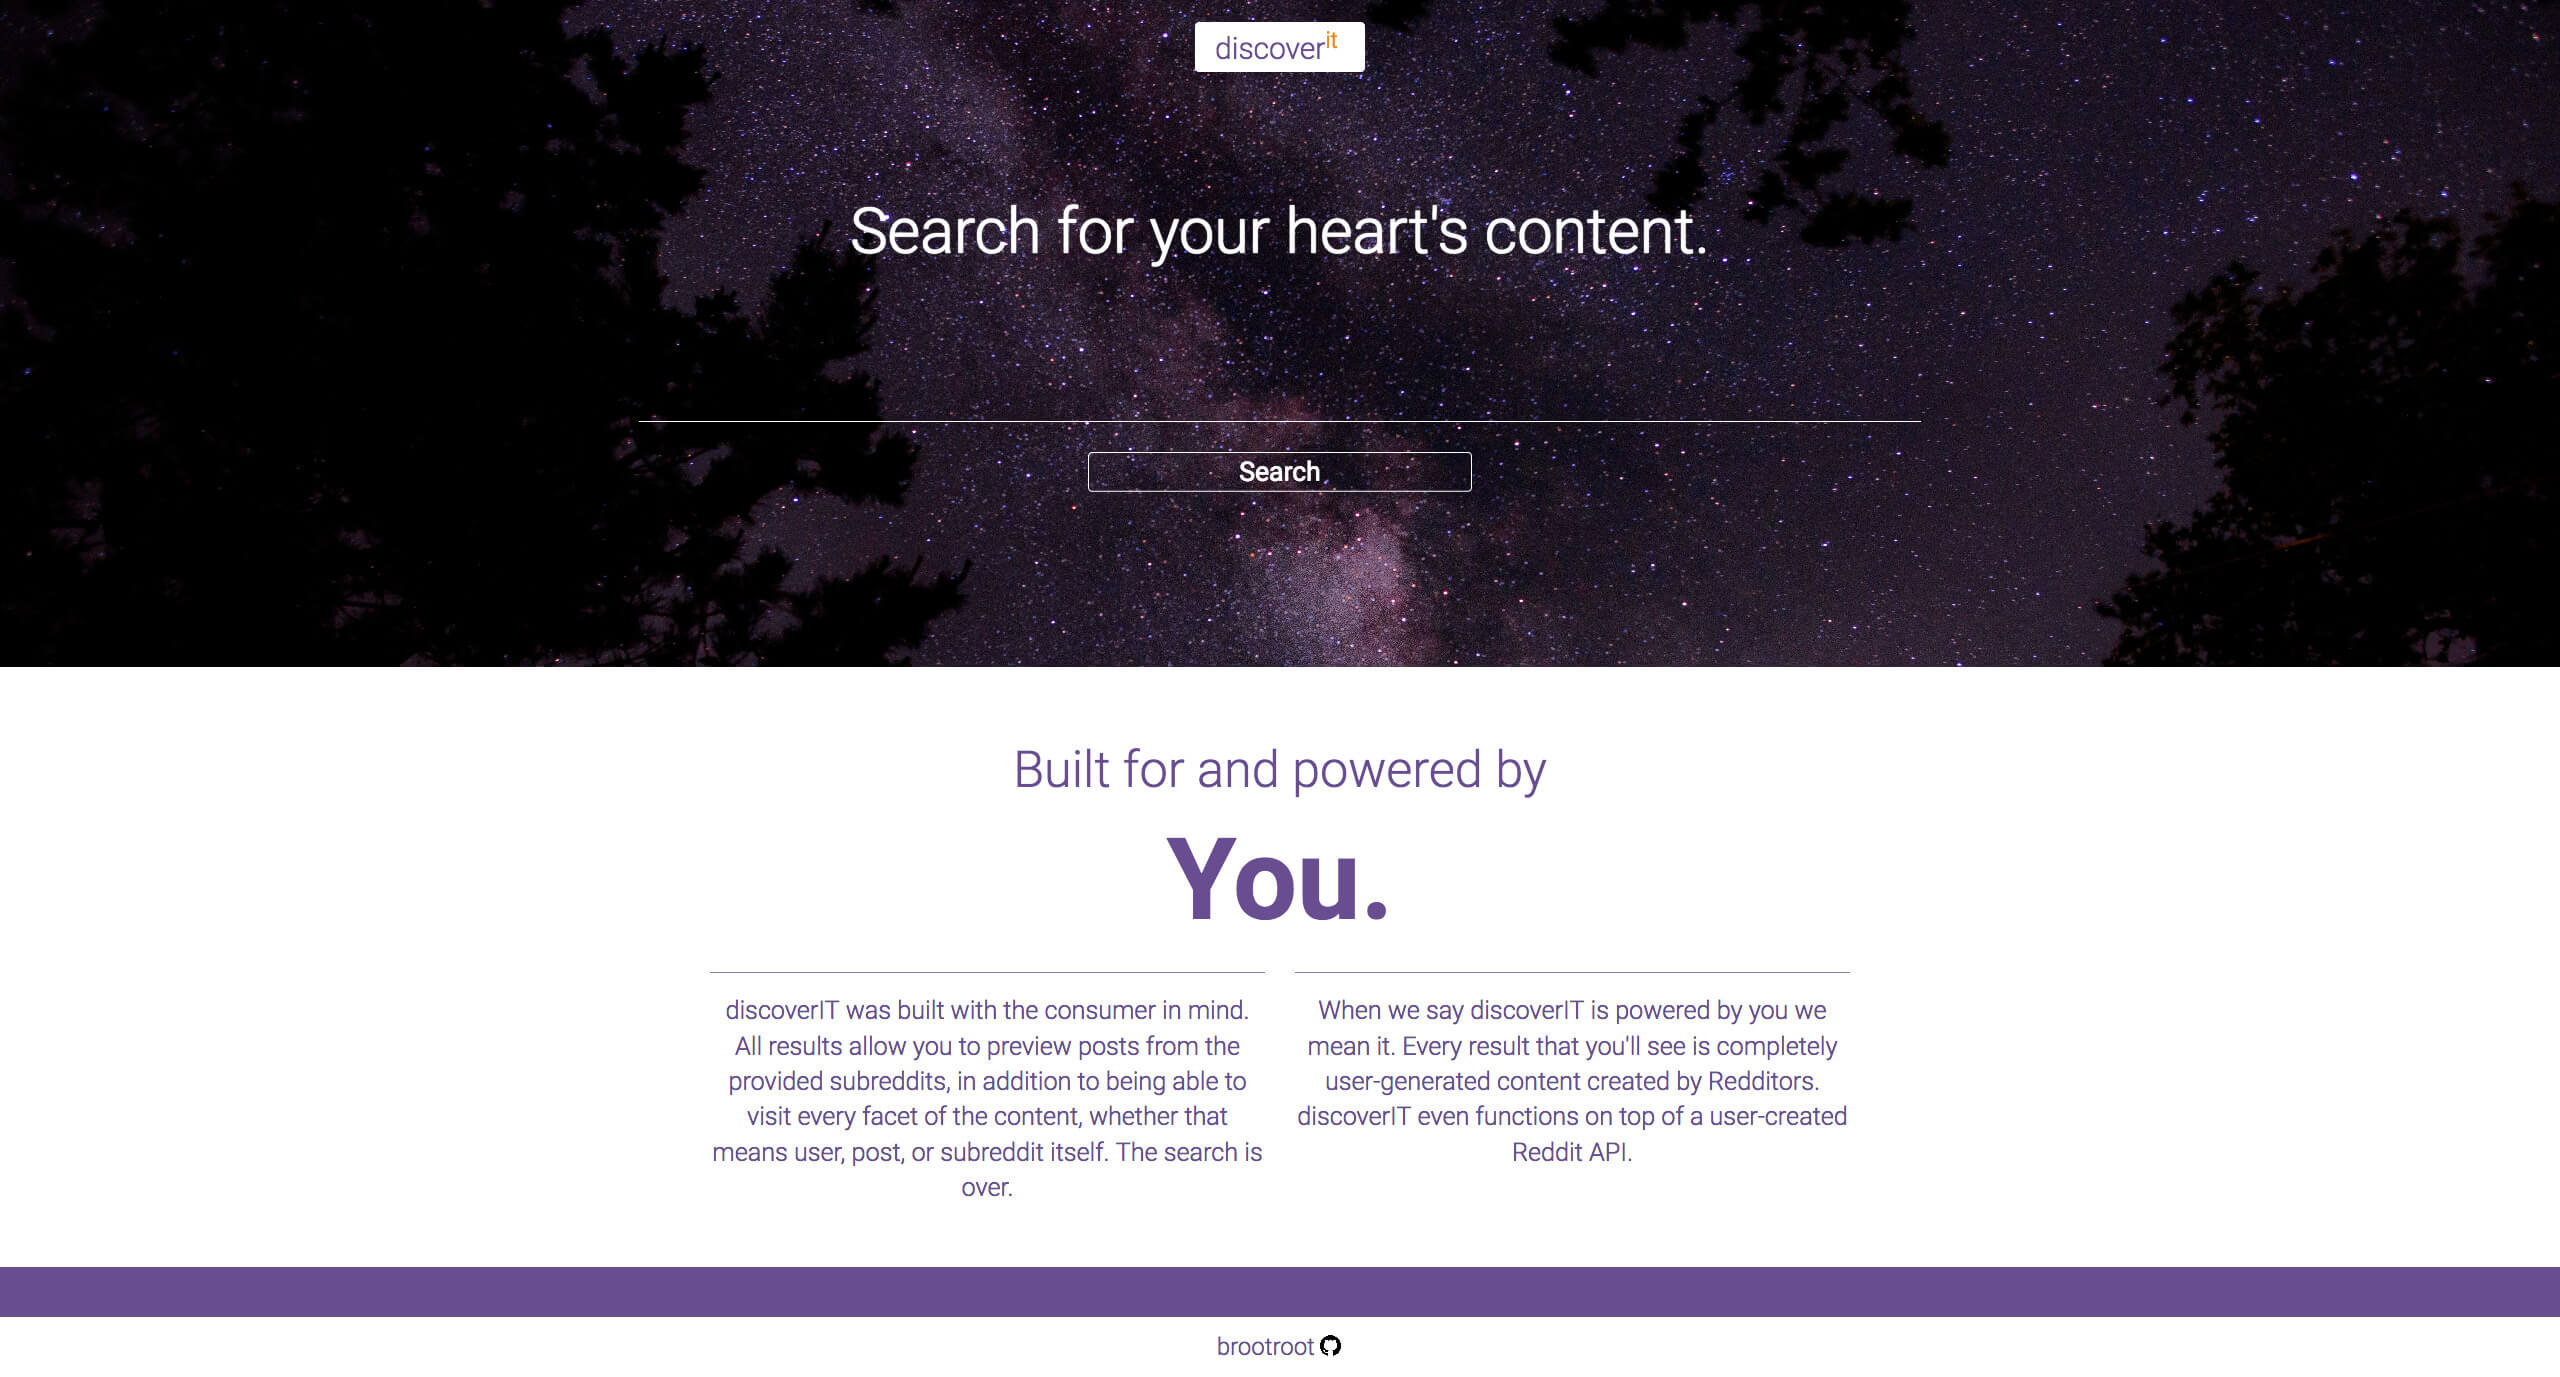 discoverit
Search for your heart's content.
Search
Built for and powered by
You.
discoverIT was built with the consumer in mind.
All results allow you to preview posts from the
provided subreddits, in addition to being able to
visit every facet of the content, whether that
means user, post, or subreddit itself. The search is
over.
When we say discoverIT is powered by you we
mean it. Every result that you'll see is completely
user-generated content created by Redditors.
discoverIT even functions on top of a user-created
Reddit API.
brootroot